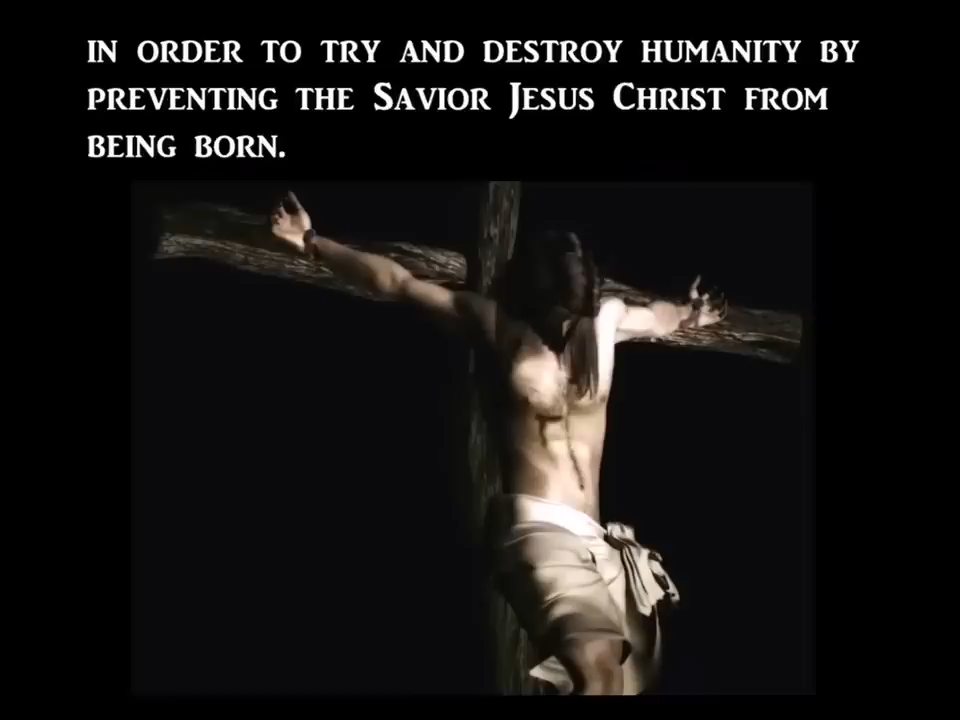 IN ORDER TO TRY AND DESTROY HUMANITY BY
PREVENTING THE SAVIOR JESUS CHRIST FROM
BEING BORN.